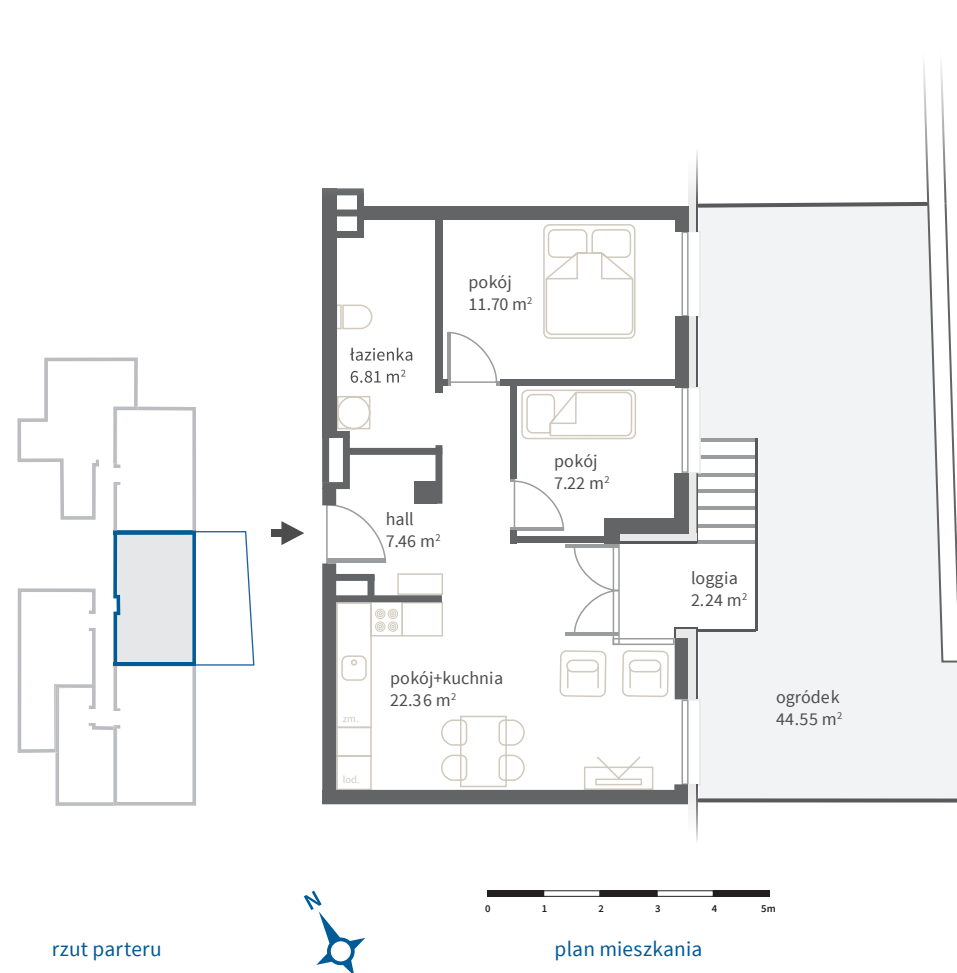 pokój
11.70 m²
łazienka
6.81 m²
pokój
7.22 m²
hall
7.46 m²
loggia
2.24 m²
pokój+kuchnia
22.36 m²
ogródek
44.55 m²
zm.
lod.
N
0 1 2 3 4 5m
rzut parteru
plan mieszkania